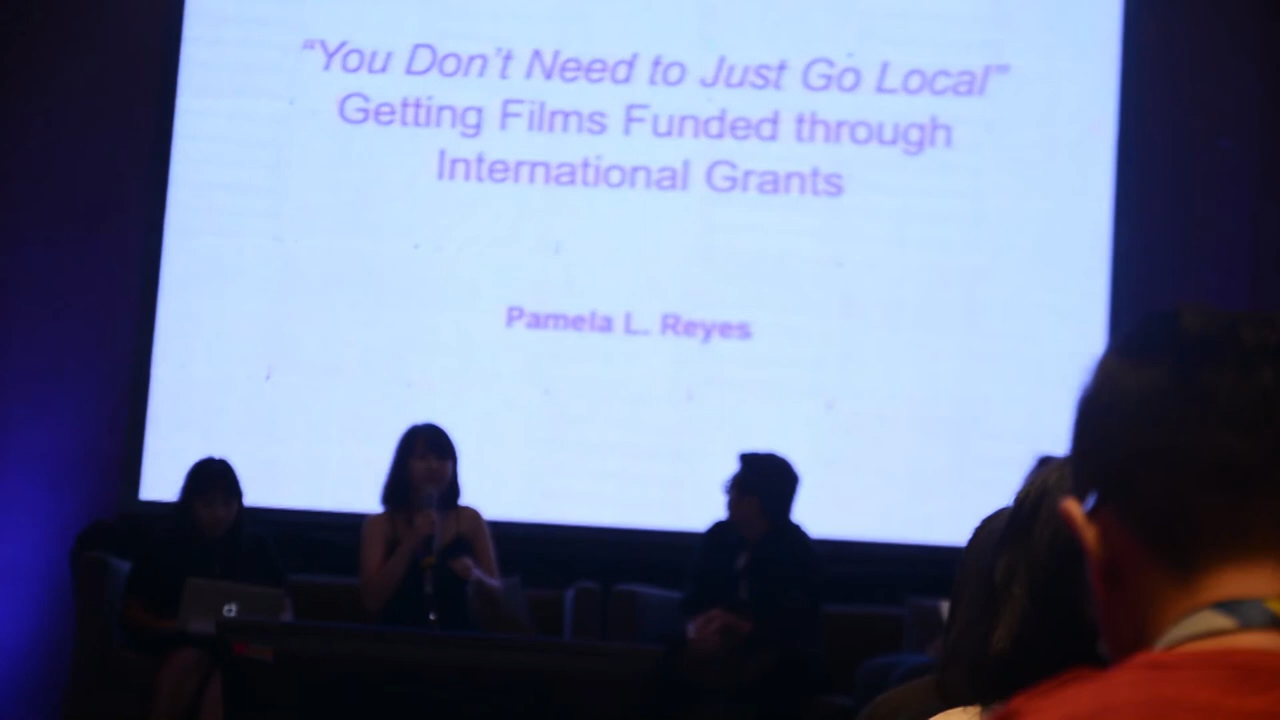 “You Don’t Need to Just Go Local”
Getting Films Funded through
International Grants
Pamela L. Reyes